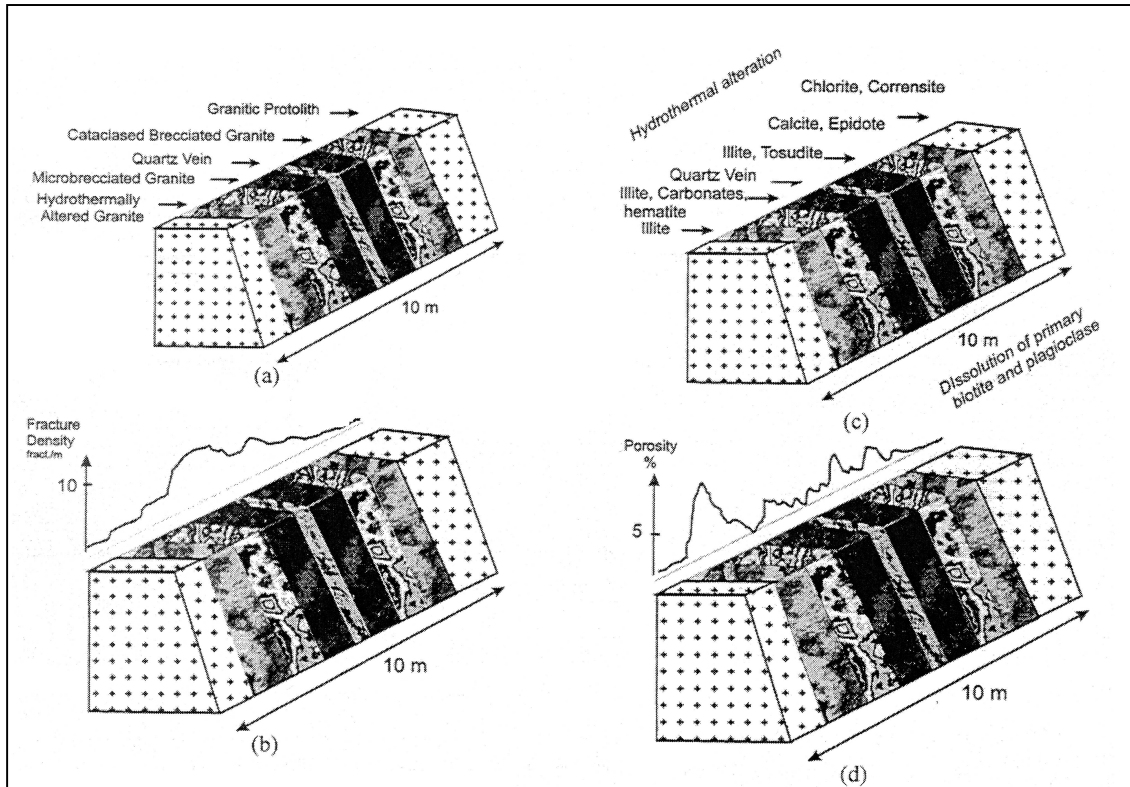 Granitic Protolith
Cataclased Brecciated Granite
Quartz Vein
Microbrecciated Granite
Hydrothermally
Altered Granite
10 m
(a)
Hydrothermal alteration
Chlorite, Corrensite
Calcite, Epidote
Illite, Tosudite
Quartz Vein
Illite, Carbonates,
hematite
Illite
10 m
DIssolution of primary
biotite and plagioclase
(c)
Fracture
Density
fract./m
10
10 m
(b)
Porosity
%
5
10 m
(d)